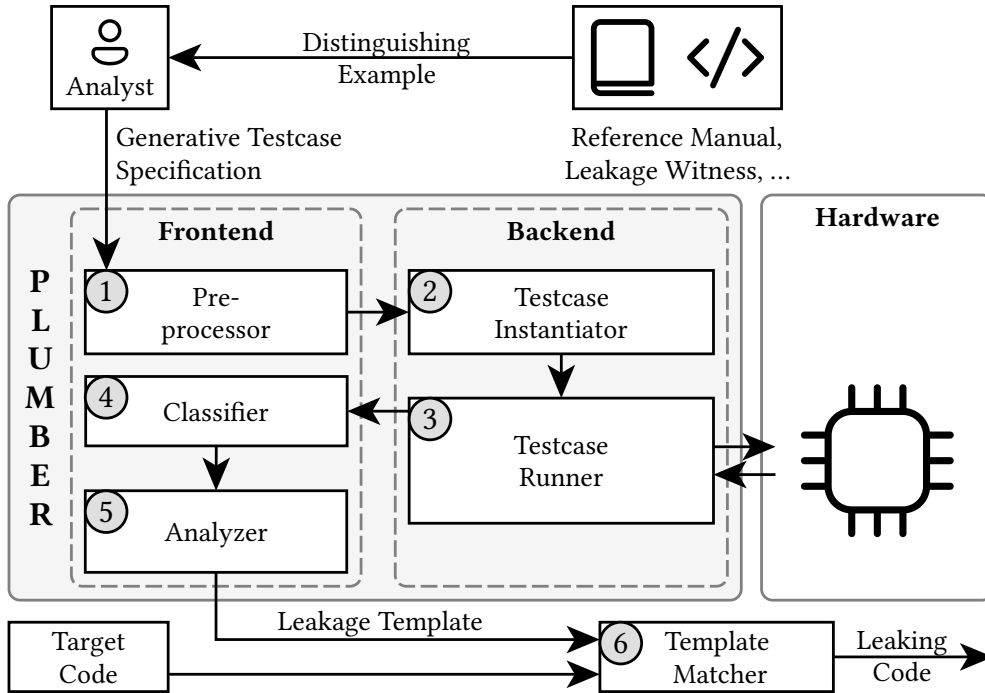 Analyst
Distinguishing
Example
Reference Manual,
Leakage Witness, ...
Generative Testcase
Specification
PLUMBER
Frontend
Backend
Hardware
1
Pre-
processor
2
Testcase
Instantiator
4
Classifier
3
Testcase
Runner
5
Analyzer
Leakage Template
Target
Code
6
Template
Matcher
Leaking
Code